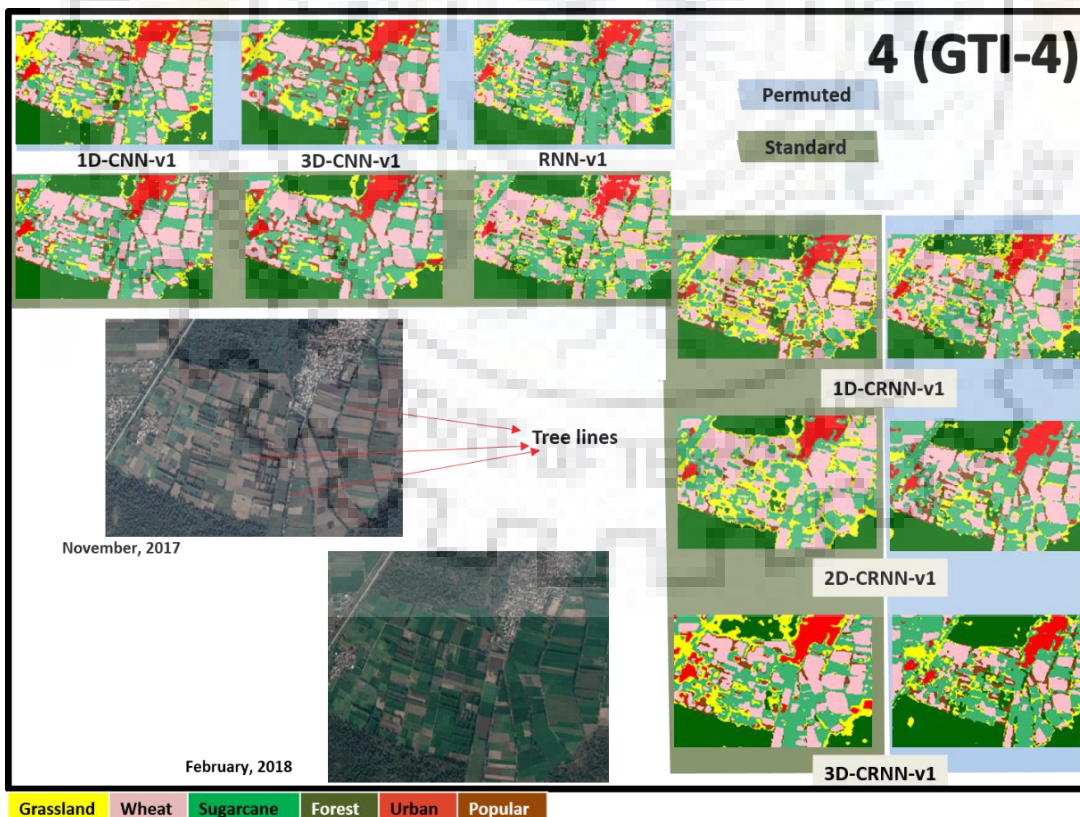 4 (GTI-4)
Permuted
Standard
1D-CNN-v1 3D-CNN-v1 RNN-v1
1D-CRNN-v1
Tree lines
November, 2017
2D-CRNN-v1
February, 2018
3D-CRNN-v1
Grassland Wheat Sugarcane Forest Urban Popular